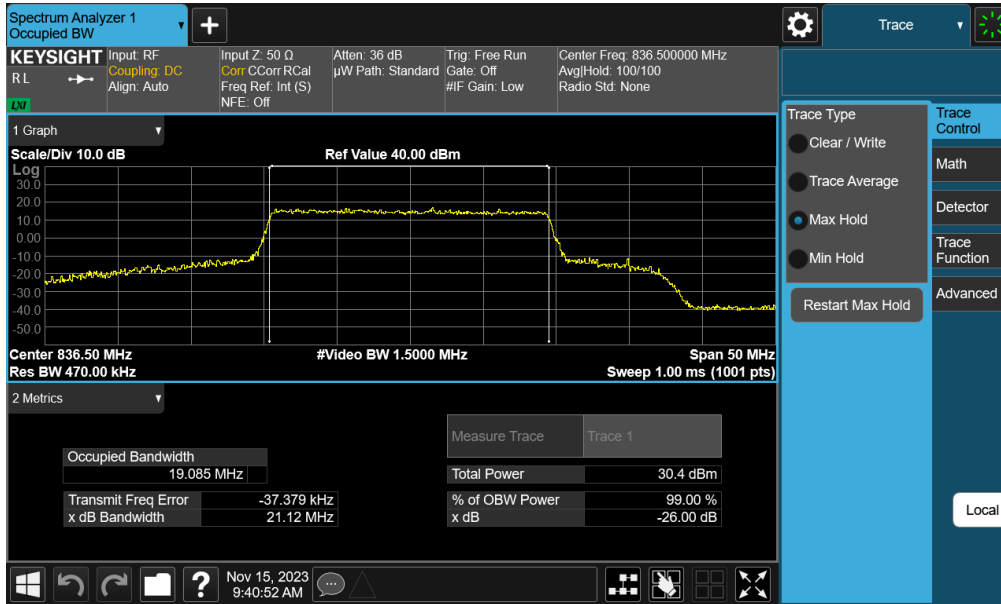 Spectrum Analyzer 1
Occupied BW
+
Trace
KEYSIGHT
R L
LXI
Input: RF
Coupling: DC
Align: Auto
Input Z: 50 Ω
Corr CCorr RCal
Freq Ref: Int (S)
NFE: Off
Atten: 36 dB
µW Path: Standard
Trig: Free Run
Gate: Off
#IF Gain: Low
Center Freq: 836.500000 MHz
Avg|Hold: 100/100
Radio Std: None
1 Graph
Scale/Div 10.0 dB
Ref Value 40.00 dBm
Log
30.0
20.0
10.0
0.00
-10.0
-20.0
-30.0
-40.0
-50.0
Center 836.50 MHz
#Video BW 1.5000 MHz
Span 50 MHz
Res BW 470.00 kHz
Sweep 1.00 ms (1001 pts)
2 Metrics
Measure Trace
Trace 1
Occupied Bandwidth
19.085 MHz
Total Power
30.4 dBm
Transmit Freq Error
-37.379 kHz
% of OBW Power
99.00 %
x dB Bandwidth
21.12 MHz
x dB
-26.00 dB
Trace Type
Clear / Write
Trace Average
Max Hold
Min Hold
Restart Max Hold
Trace
Control
Math
Detector
Trace
Function
Advanced
Local
?
Nov 15, 2023
9:40:52 AM